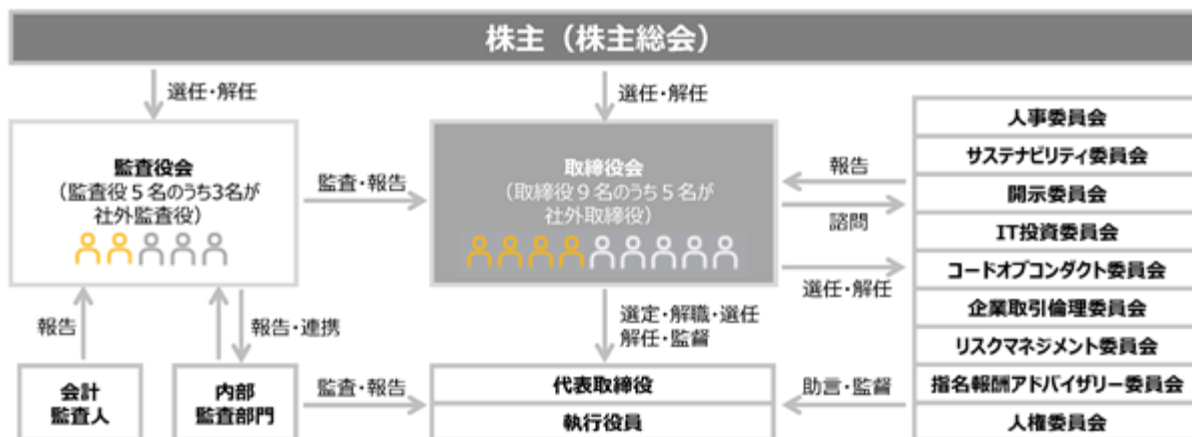 株主（株主総会）
選任・解任
選任・解任
監査役会
（監査役５名のうち3名が
社外監査役）
監査・報告
取締役会
（取締役９名のうち５名が
社外取締役）
報告
諮問
選任・解任
人事委員会
サステナビリティ委員会
開示委員会
IT投資委員会
コードオブコンダクト委員会
企業取引倫理委員会
リスクマネジメント委員会
指名報酬アドバイザリー委員会
人権委員会
報告
報告・連携
選定・解職・選任
解任・監督
会計
監査人
内部
監査部門
監査・報告
代表取締役
執行役員
助言・監督